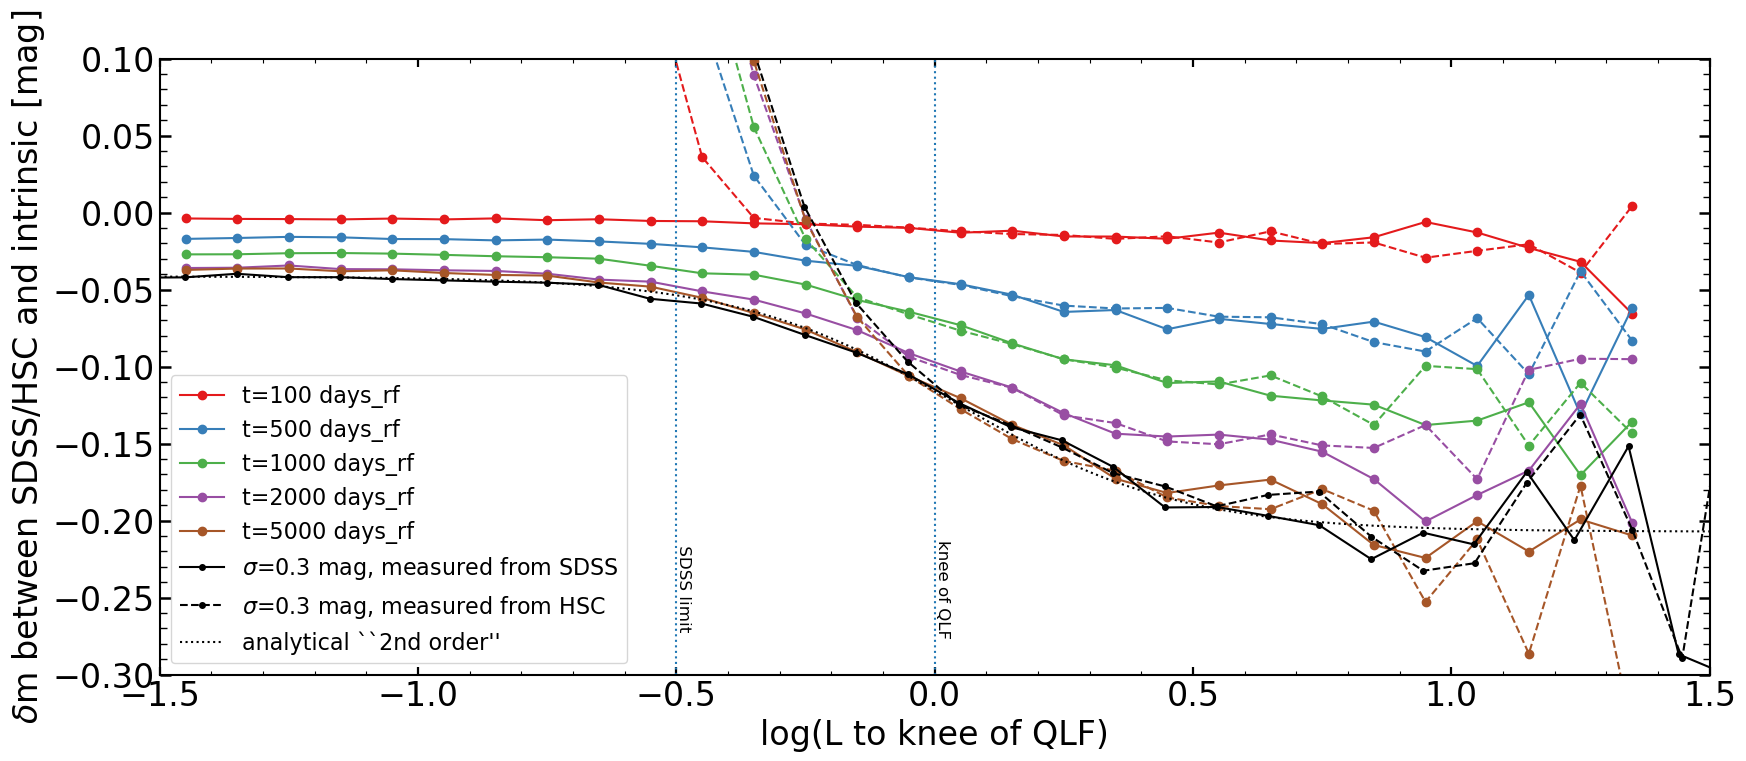 δm between SDSS/HSC and intrinsic [mag]
0.10
0.05
0.00
−0.05
−0.10
−0.15
−0.20
−0.25
−0.30
t=100 days_rf
t=500 days_rf
t=1000 days_rf
t=2000 days_rf
t=5000 days_rf
σ=0.3 mag, measured from SDSS
σ=0.3 mag, measured from HSC
analytical ``2nd order''
SDSS limit
knee of QLF
−1.5 −1.0 −0.5 0.0 0.5 1.0 1.5
log(L to knee of QLF)